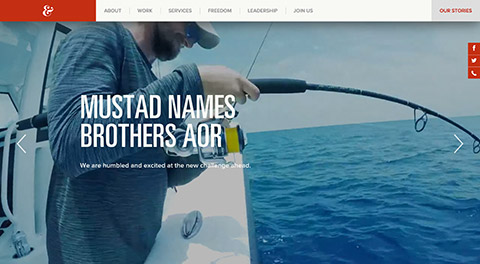 &
ABOUT
WORK
SERVICES
FREEDOM
LEADERSHIP
JOIN US
OUR STORIES
MUSTAD NAMES
BROTHERS AOR
We are humbled and excited at the new challenge ahead.